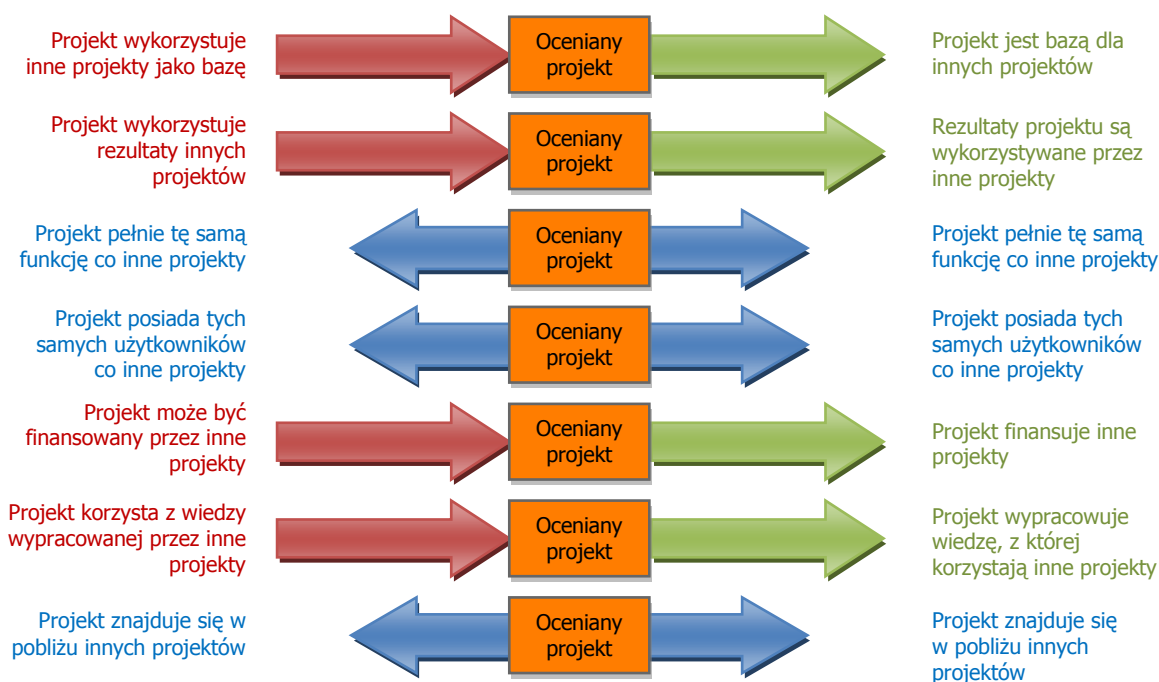 Projekt wykorzystuje
inne projekty jako bazę
Oceniany
projekt
Projekt jest bazą dla
innych projektów
Projekt wykorzystuje
rezultaty innych
projektów
Oceniany
projekt
Rezultaty projektu są
wykorzystywane przez
inne projekty
Projekt pełnie tę samą
funkcję co inne projekty
Oceniany
projekt
Projekt pełnie tę samą
funkcję co inne projekty
Projekt posiada tych
samych użytkowników
co inne projekty
Oceniany
projekt
Projekt posiada tych
samych użytkowników
co inne projekty
Projekt może być
finansowany przez inne
projekty
Oceniany
projekt
Projekt finansuje inne
projekty
Projekt korzysta z wiedzy
wypracowanej przez inne
projekty
Oceniany
projekt
Projekt wypracowuje
wiedzę, z której
korzystają inne projekty
Projekt znajduje się w
pobliżu innych projektów
Oceniany
projekt
Projekt znajduje się
w pobliżu innych
projektów